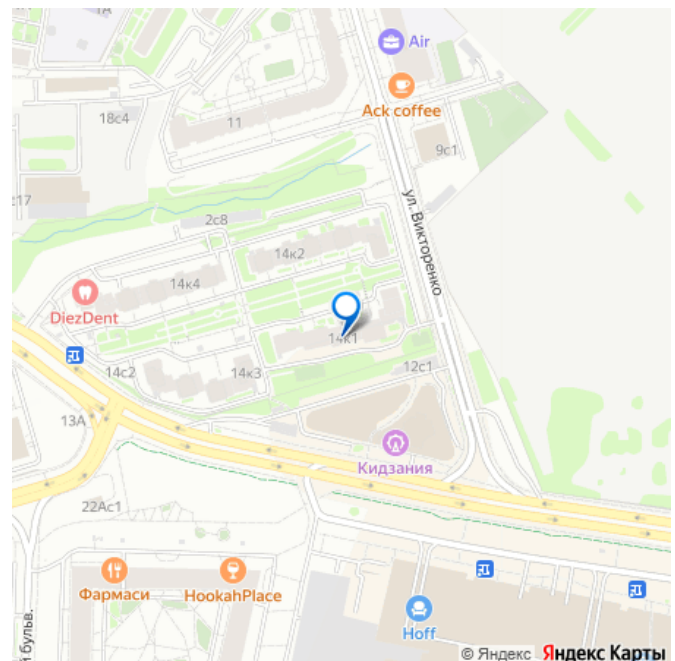 1А
Air
Ack coffee
18с4
11
9с1
с17
ул. Викторенко
2с8
14к2
14к4
DiezDent
14к1
12с1
14с2
14к3
13А
Кидзания
22Ас1
Фармаси
HookahPlace
Hoff
й бульв.
© Яндекс Яндекс Карты